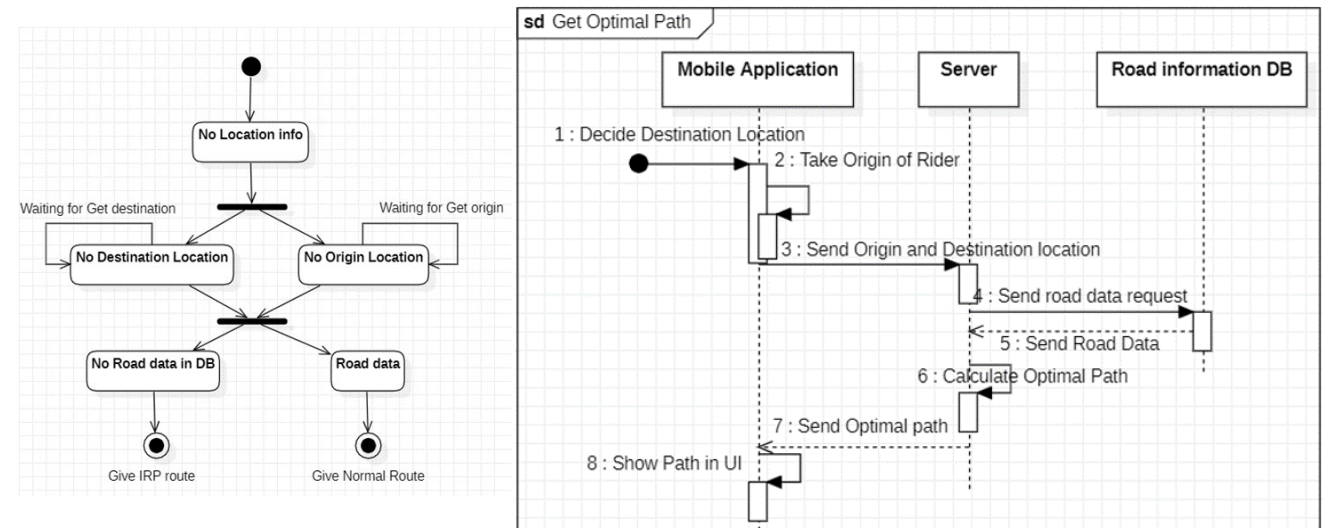 No Location info
Waiting for Get destination
Waiting for Get origin
No Destination Location
No Origin Location
No Road data in DB
Road data
Give IRP route
Give Normal Route
sd Get Optimal Path
Mobile Application
Server
Road information DB
1 : Decide Destination Location
2 : Take Origin of Rider
3 : Send Origin and Destination location
4 : Send road data request
5 : Send Road Data
6 : Calculate Optimal Path
7 : Send Optimal path
8 : Show Path in UI